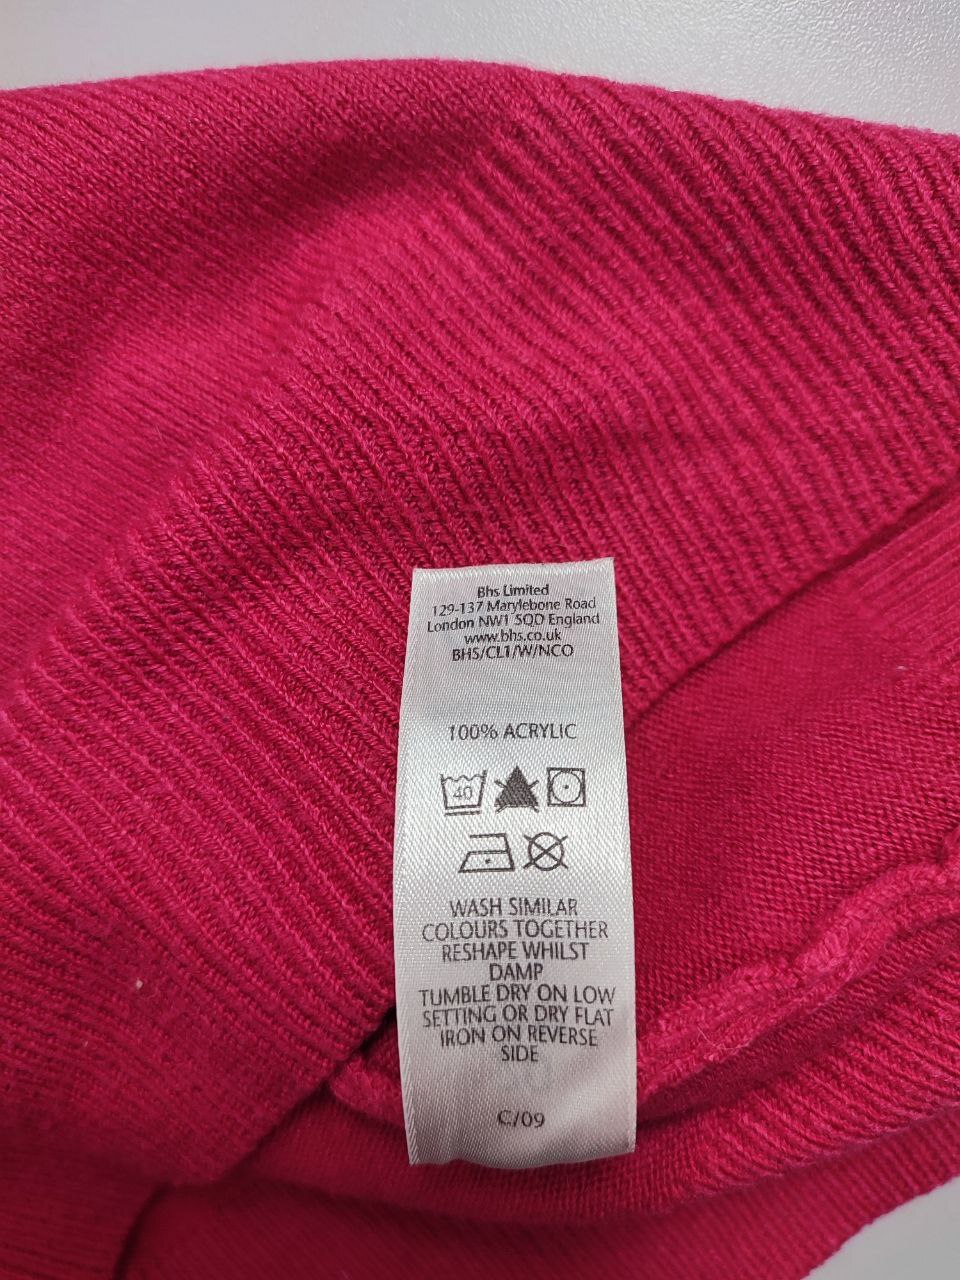 Bhs Limited
129-137 Marylebone Road
London NW1 5QD England
www.bhs.co.uk
BHS/CL1/W/NCO
100% ACRYLIC
40
WASH SIMILAR
COLOURS TOGETHER
RESHAPE WHILST
DAMP
TUMBLE DRY ON LOW
SETTING OR DRY FLAT
IRON ON REVERSE
SIDE
C/09